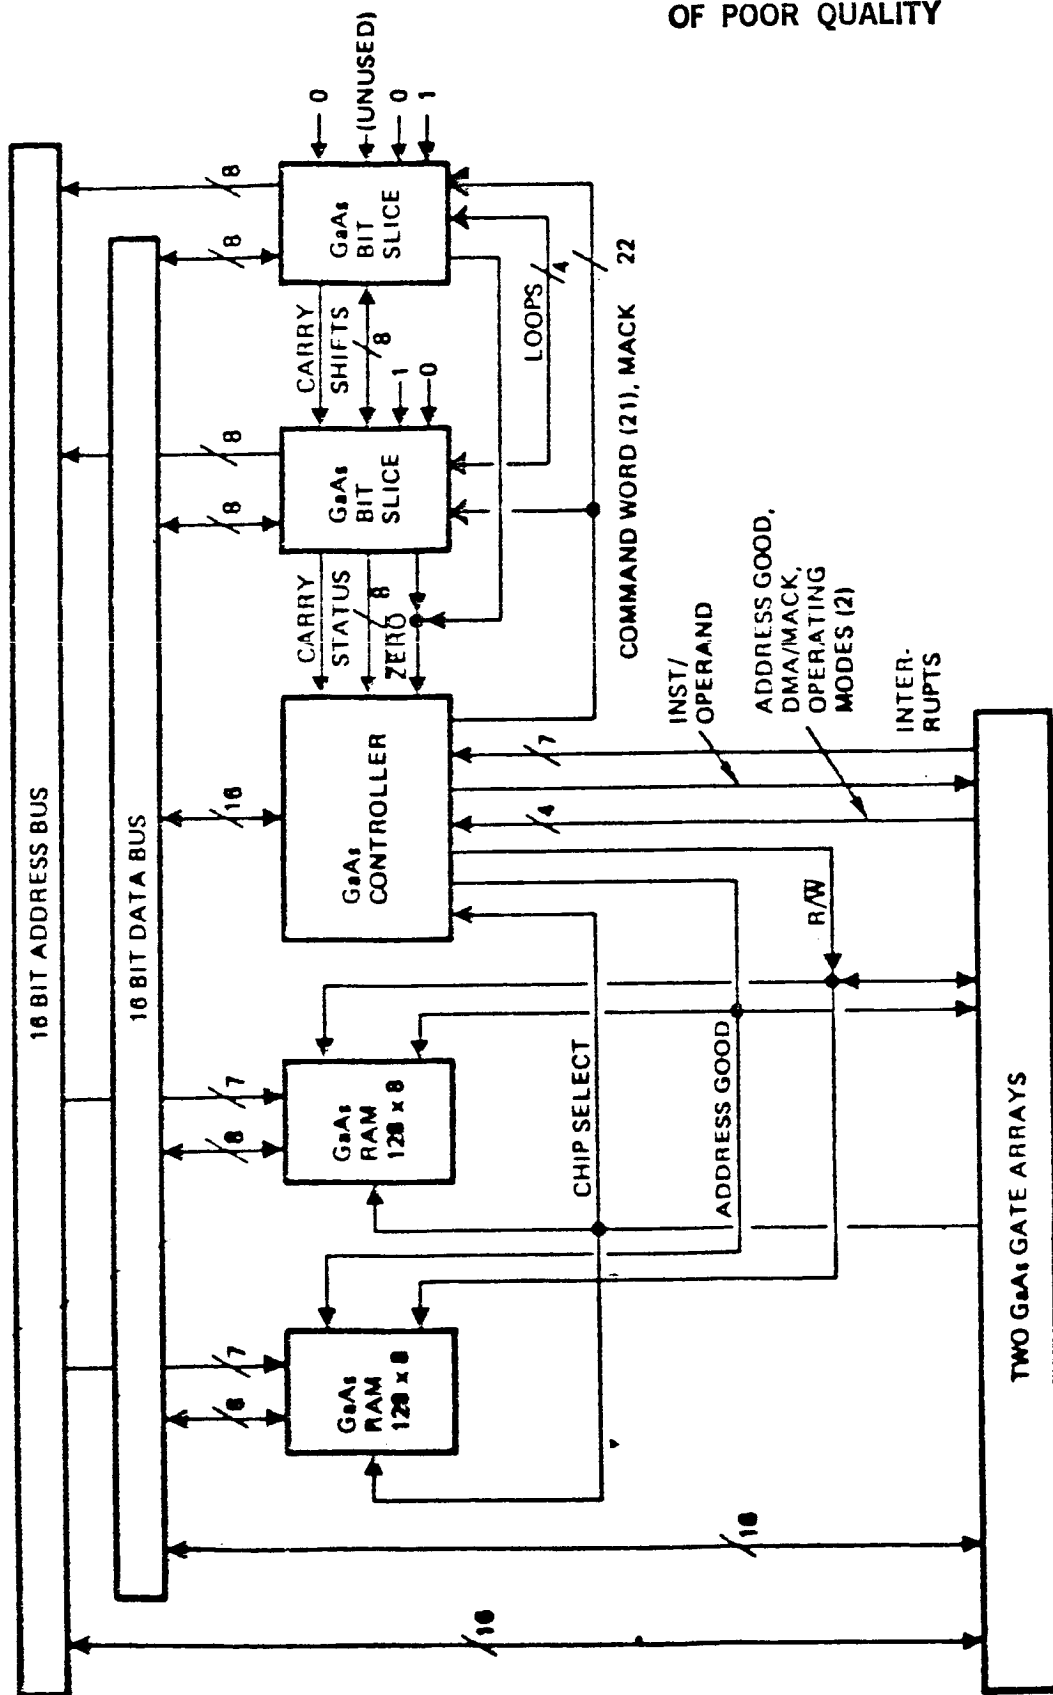 OF POOR QUALITY
16 BIT ADDRESS BUS
16 BIT DATA BUS
8
8
8
8
16
7
8
7
8
16
16
GaAs
BIT
SLICE
0
(UNUSED)
0
1
CARRY
SHIFTS
8
1
0
GaAs
BIT
SLICE
CARRY
STATUS
8
ZERO
GaAs
CONTROLLER
GaAs
RAM
128 x 8
GaAs
RAM
128 x 8
LOOPS
4
22
COMMAND WORD (21), MACK
7
INST/
OPERAND
4
ADDRESS GOOD,
DMA/MACK,
OPERATING
MODES (2)
INTER-
RUPTS
R/W
CHIP SELECT
ADDRESS GOOD
TWO GaAs GATE ARRAYS